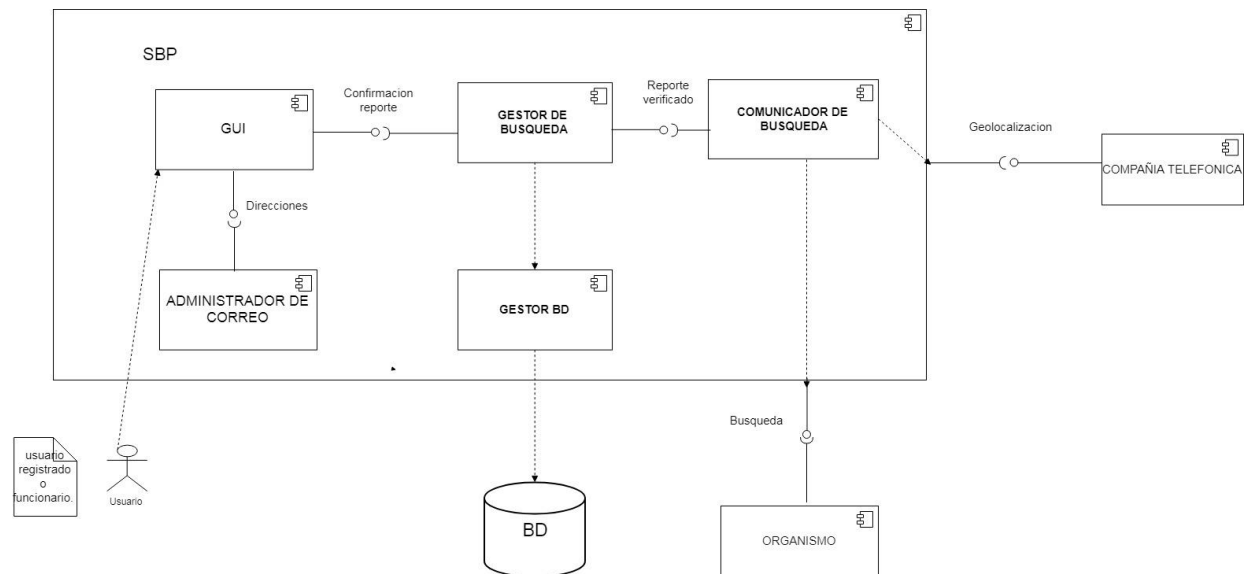 SBP
GUI
Confirmacion
reporte
GESTOR DE
BUSQUEDA
Reporte
verificado
COMUNICADOR DE
BUSQUEDA
Geolocalizacion
COMPAÑIA TELEFONICA
Direcciones
ADMINISTRADOR DE
CORREO
GESTOR BD
usuario
registrado
o
funcionario.
Usuario
BD
Busqueda
ORGANISMO